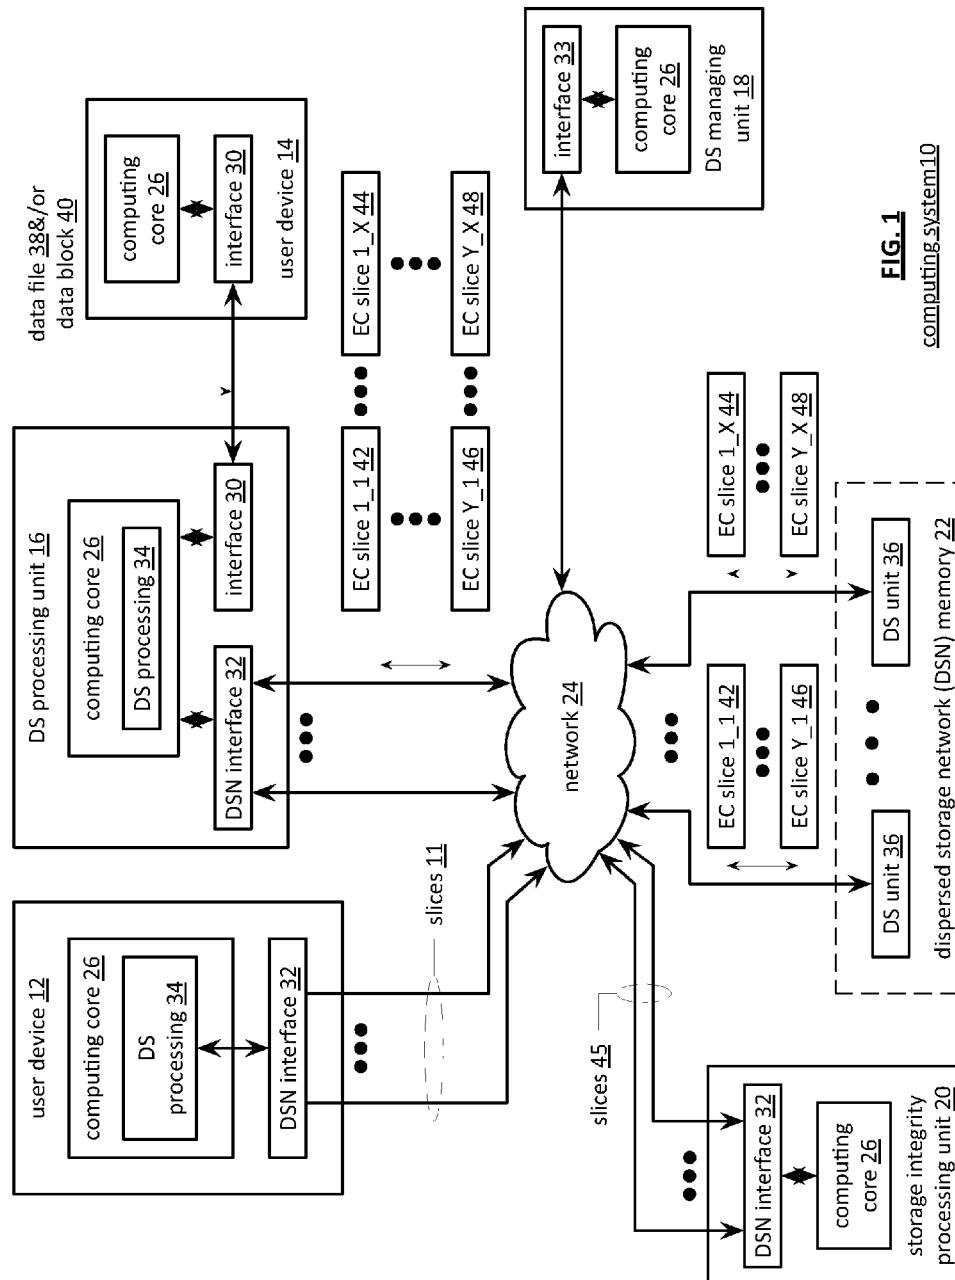 user device 12
computing core 26
DS
processing 34
DSN interface 32
slices 11
DS processing unit 16
computing core 26
DS processing 34
DSN interface 32
interface 30
data file 38&/or
data block 40
computing
core 26
interface 30
user device 14
EC slice 1_1 42
EC slice 1_X 44
EC slice Y_1 46
EC slice Y_X 48
network 24
interface 33
computing
core 26
DS managing
unit 18
slices 45
DSN interface 32
computing
core 26
storage integrity
processing unit 20
EC slice 1_1 42
EC slice Y_1 46
EC slice 1_X 44
EC slice Y_X 48
DS unit 36
DS unit 36
dispersed storage network (DSN) memory 22
FIG. 1
computing system10